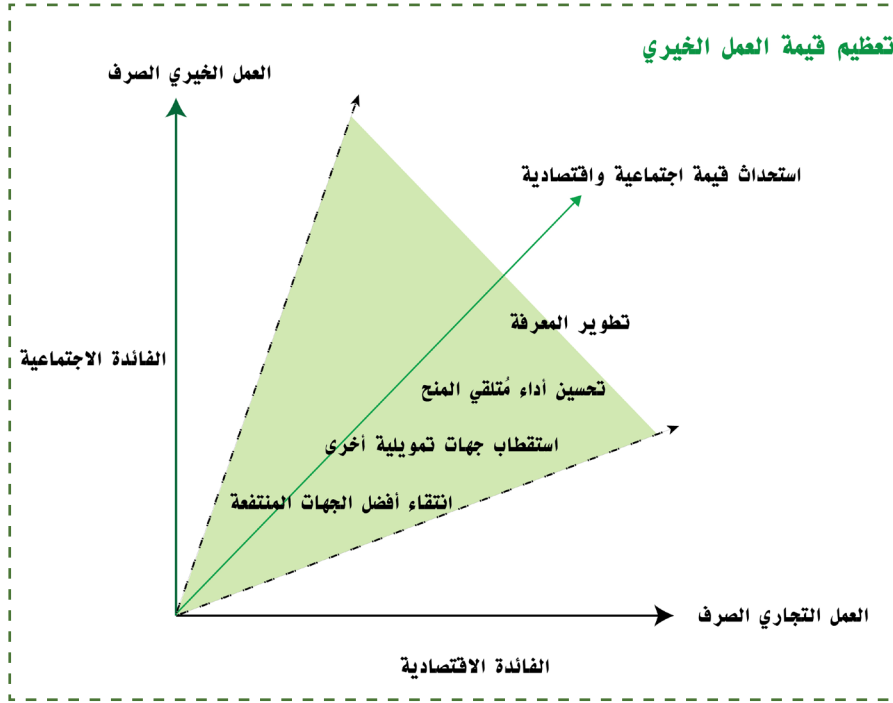 تعظيم قيمة العمل الخيري
العمل الخيري الصرف
استحداث قيمة اجتماعية واقتصادية
تطوير المعرفة
الفائدة الاجتماعية
تحسين أداء مُتلقي المنح
استقطاب جهات تمويلية أخرى
انتقاء أفضل الجهات المنتفعة
العمل التجاري الصرف
الفائدة الاقتصادية